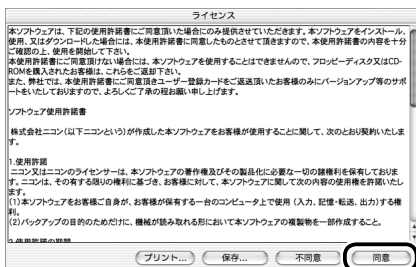 ライセンス
本ソフトウェアは、下記の使用許諾書にご同意頂いた場合にのみ提供させていただきます。本ソフトウェアをインストール、
使用、又はダウンロードした場合には、本使用許諾書に同意したものとさせて頂きますので、本使用許諾書の内容を十分
ご確認の上、使用を開始して下さい。
本使用許諾書にご同意頂けない場合には、本ソフトウェアを使用することはできませんので、フロッピーディスク又はCD-
ROMを購入されたお客様は、これらをご返却下さい。
また、弊社では、本使用許諾書にご同意頂きユーザー登録カードをご返送頂いたお客様のみにバージョンアップ等のサポ
ートをいたしておりますので、よろしくご了承の程お願い申し上げます。
ソフトウェア使用許諾書
株式会社ニコン(以下ニコンという)が作成した本ソフトウェアをお客様が使用することに関して、次のとおり契約いたしま
す。
1.使用許諾
ニコン又はニコンのライセンサーは、本ソフトウェアの著作権及びその製品化に必要な一切の諸権利を保有しておりま
す。ニコンは、その有する限りの権利に基づき、お客様に対して、本ソフトウェアに関して次の内容の使用権を許諾いたし
ます。
(1)本ソフトウェアをお客様ご自身が、お客様が保有する一台のコンピュータ上で使用(入力、記憶・転送、出力)する権
利。
(2)バックアップの目的のためだけに、機械が読み取れる形において本ソフトウェアの複製物を一部作成すること。
2.使用許諾の期間
プリント... 保存... 不同意 同意